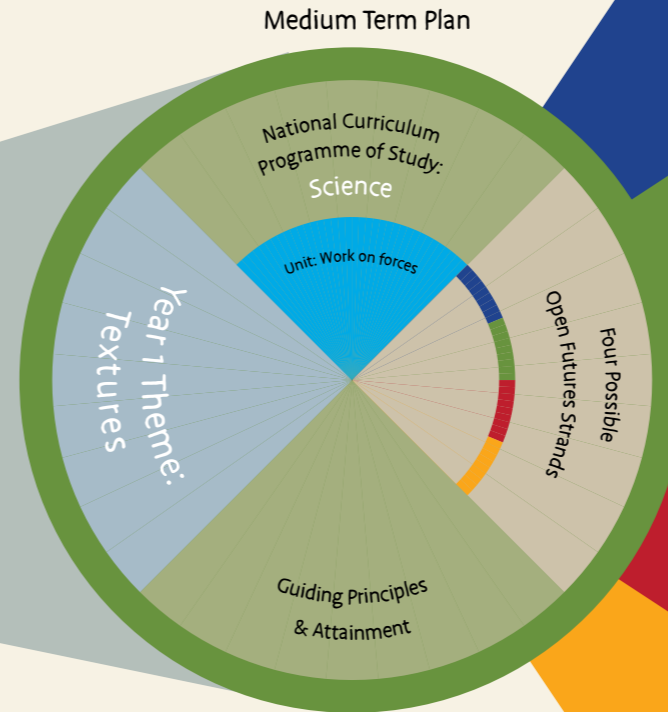 Medium Term Plan
National Curriculum
Programme of Study:
Science
Unit: Work on forces
Year 1 Theme:
Textures
Four Possible
Open Futures Strands
Guiding Principles
& Attainment